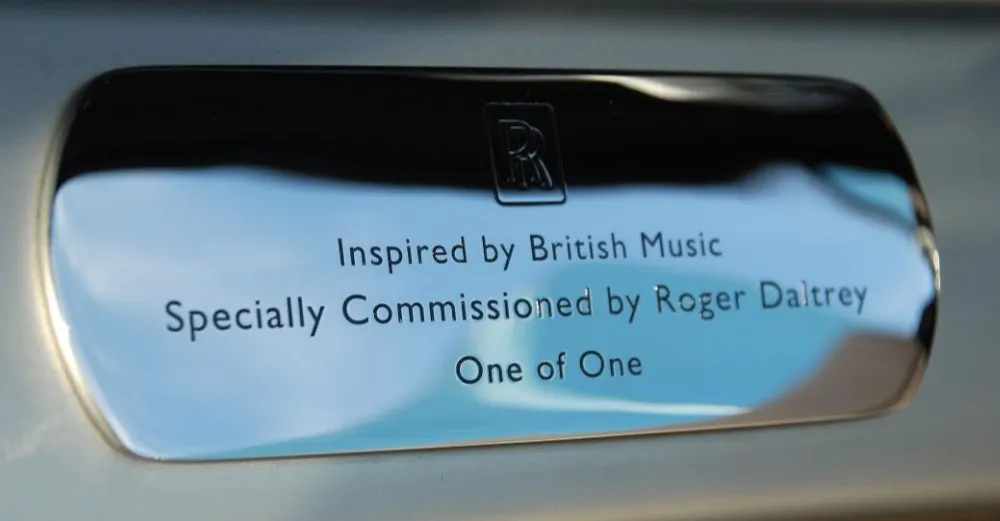 RR
Inspired by British Music
Specially Commissioned by Roger Daltrey
One of One